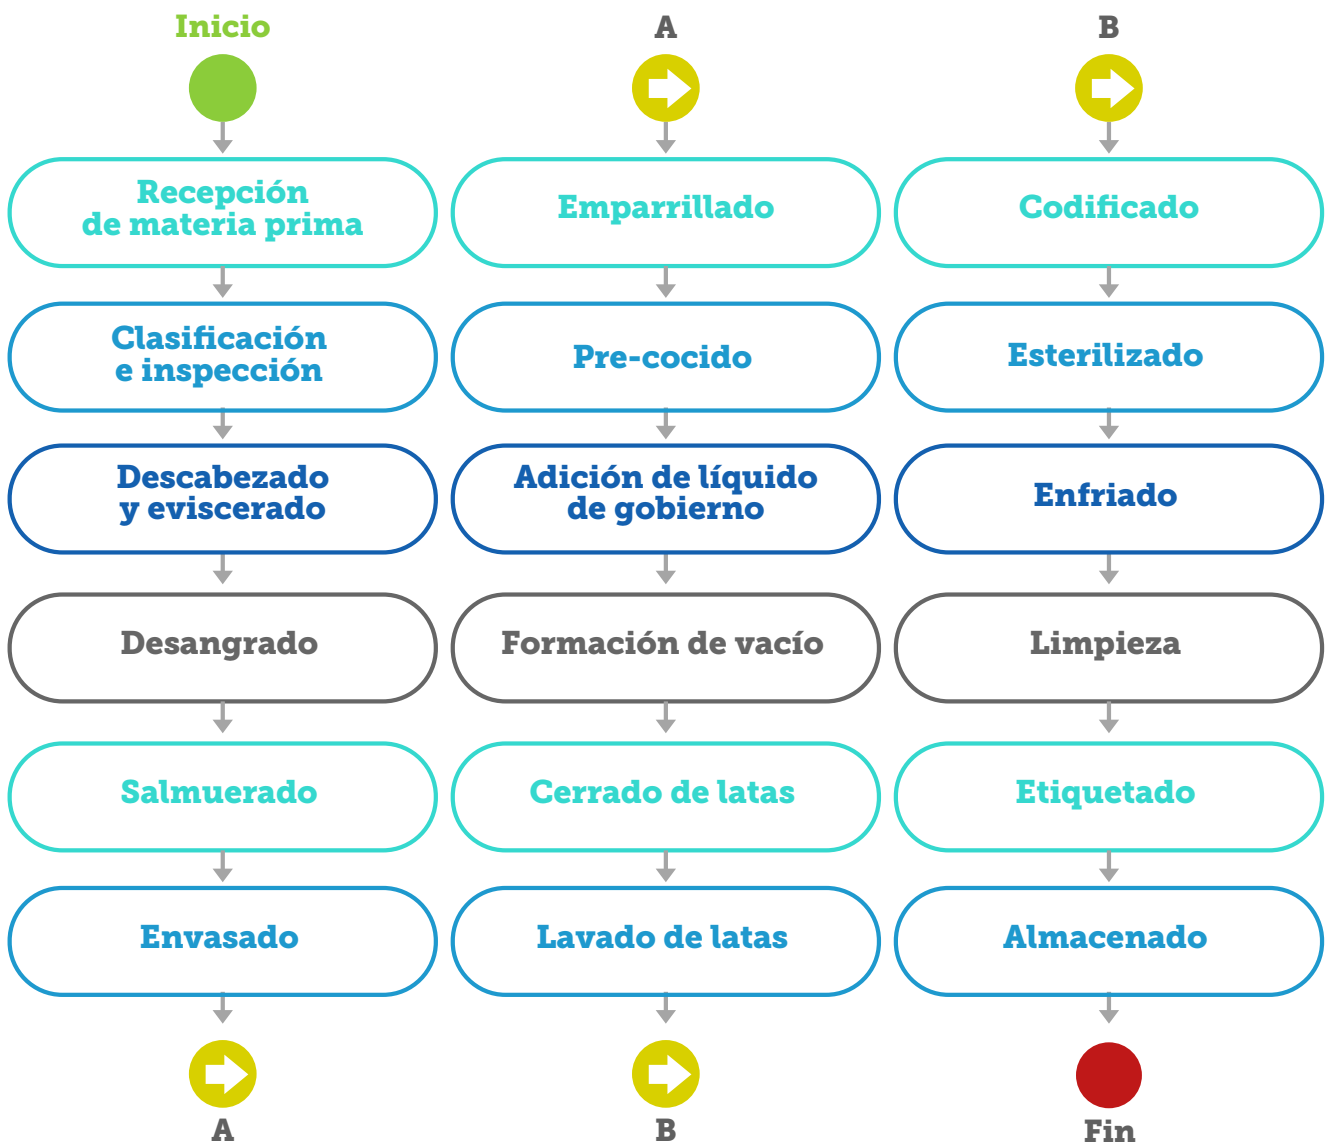 Inicio
Recepción
de materia prima
Clasificación
e inspección
Descabezado
y eviscerado
Desangrado
Salmuerado
Envasado
A
A
Emparrillado
Pre-cocido
Adición de líquido
de gobierno
Formación de vacío
Cerrado de latas
Lavado de latas
B
B
Codificado
Esterilizado
Enfriado
Limpieza
Etiquetado
Almacenado
Fin